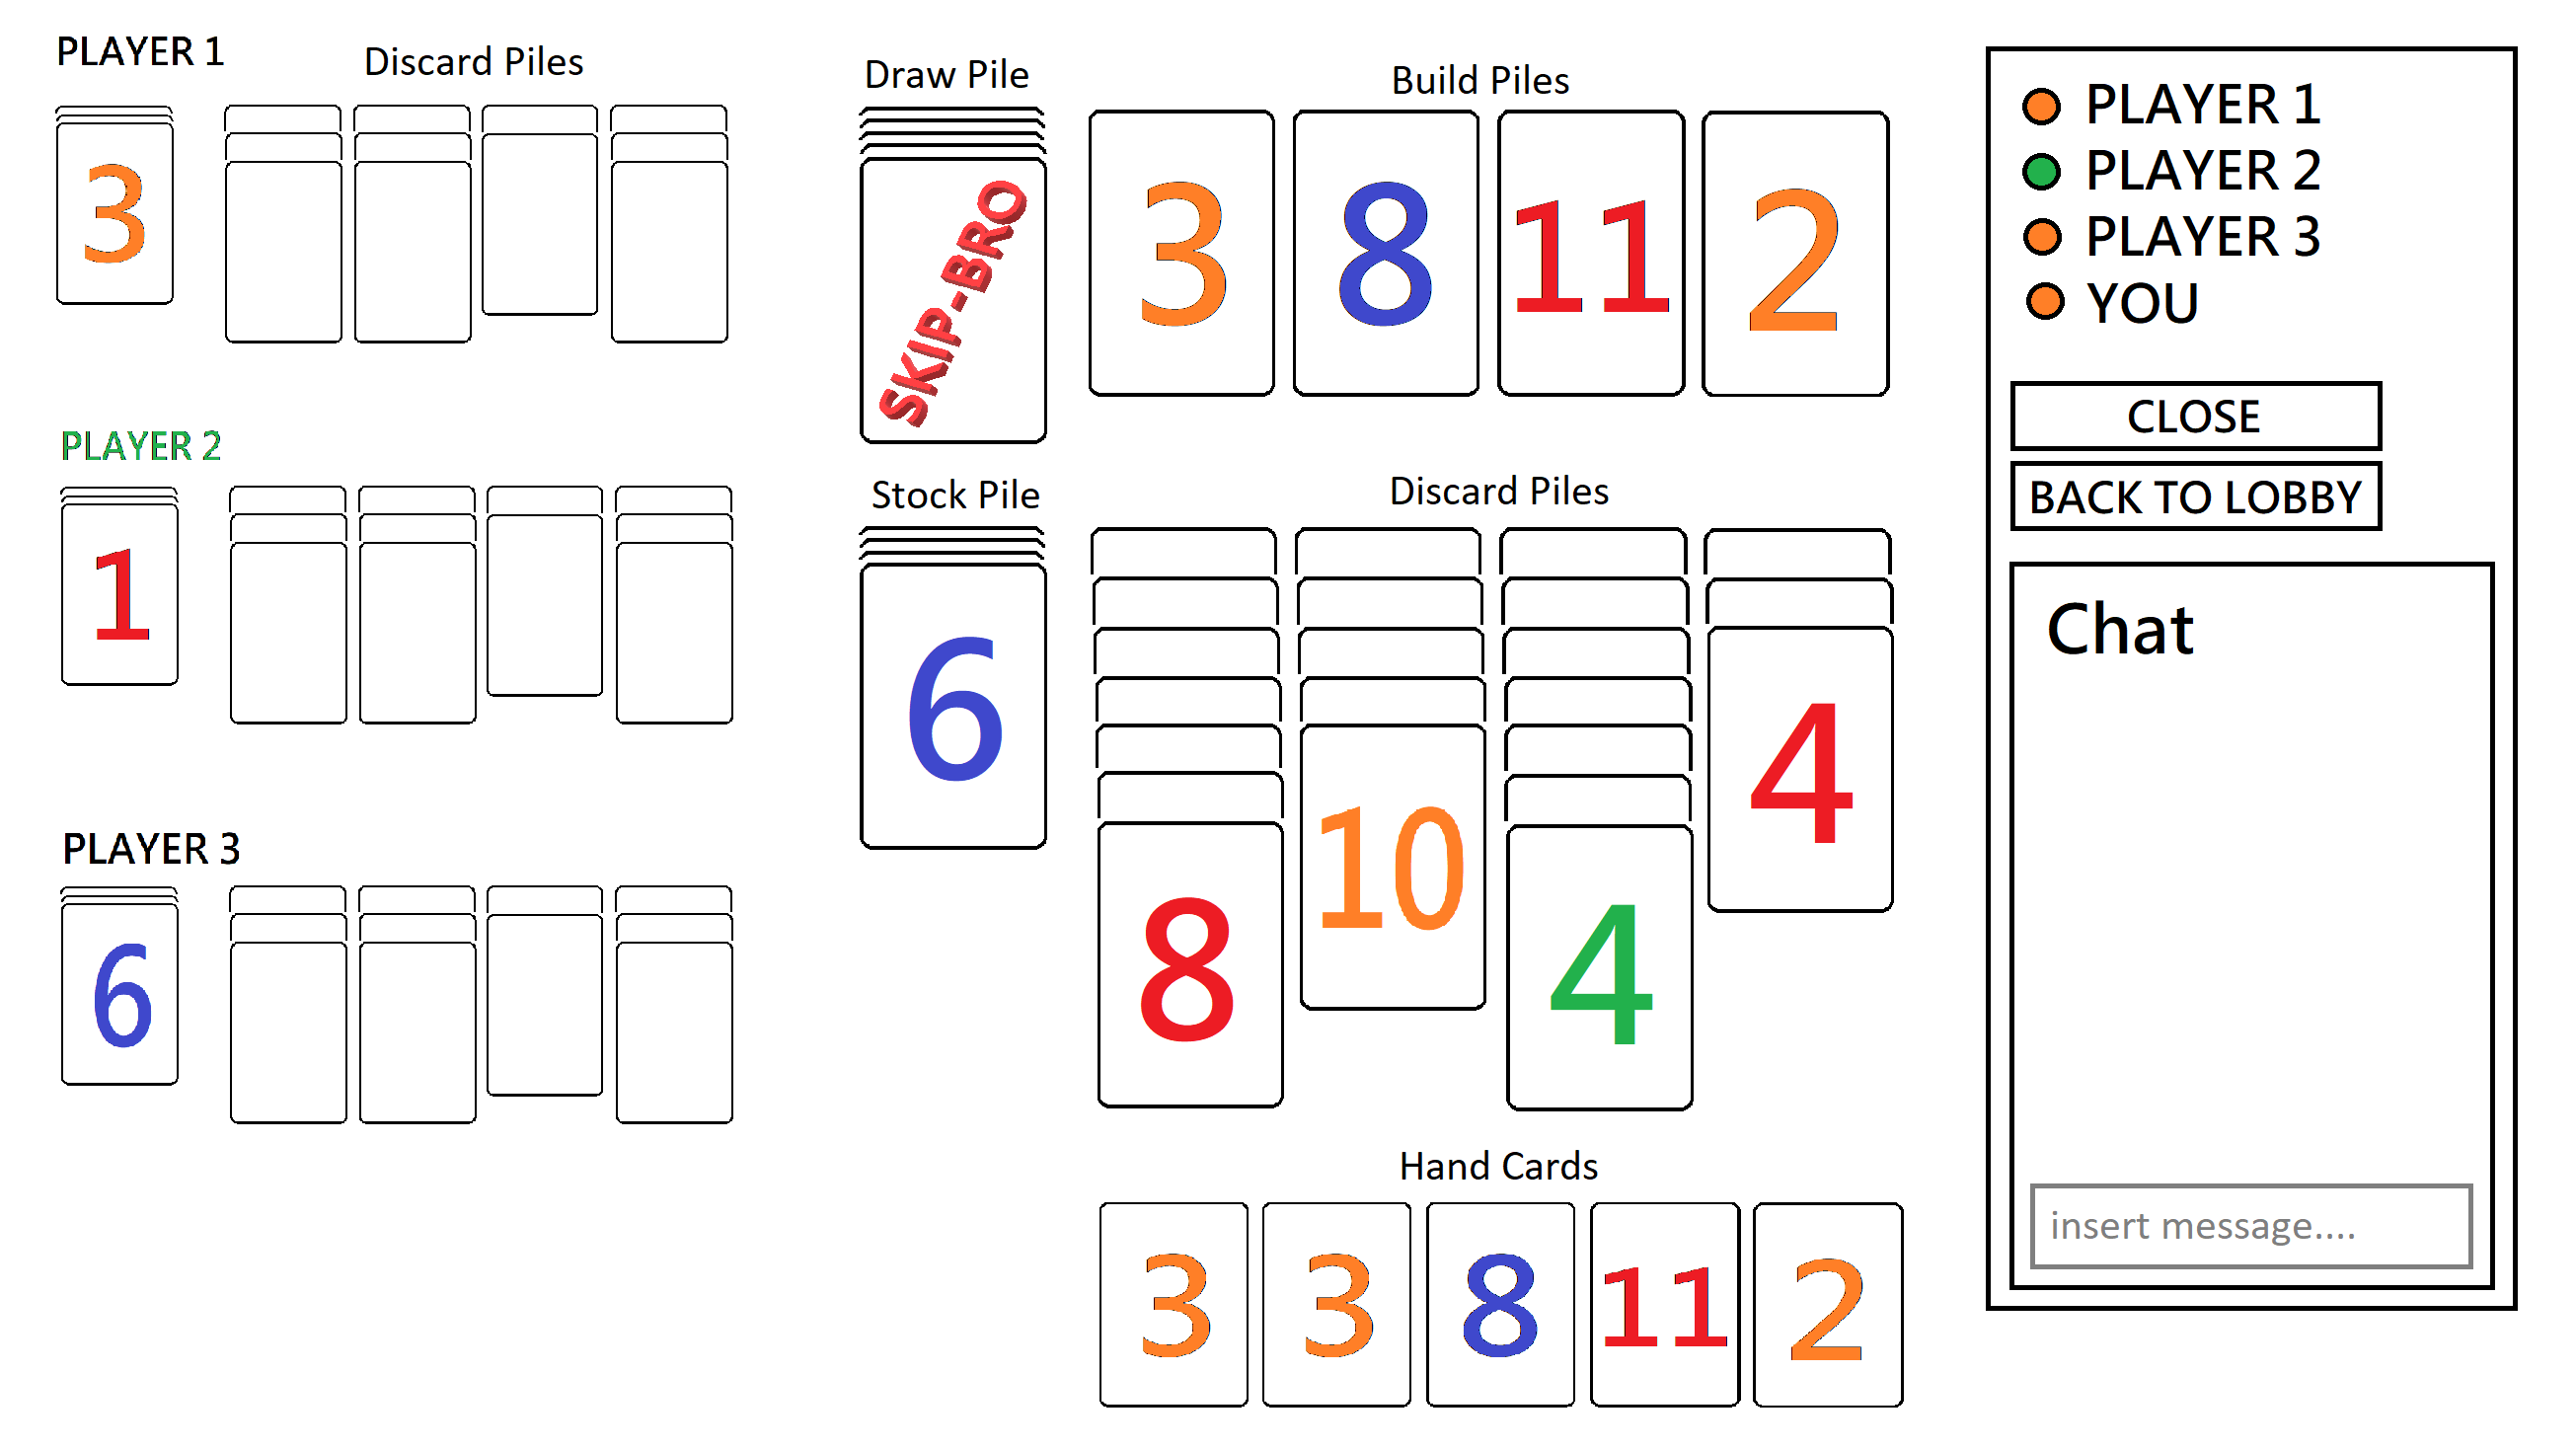 PLAYER 1
Discard Piles
3
PLAYER 2
1
PLAYER 3
6
Draw Pile
SKIP-BRO
Build Piles
3 8 11 2
Stock Pile
6
Discard Piles
8 10 4 4
Hand Cards
3 3 8 11 2
PLAYER 1
PLAYER 2
PLAYER 3
YOU
CLOSE
BACK TO LOBBY
Chat
insert message....